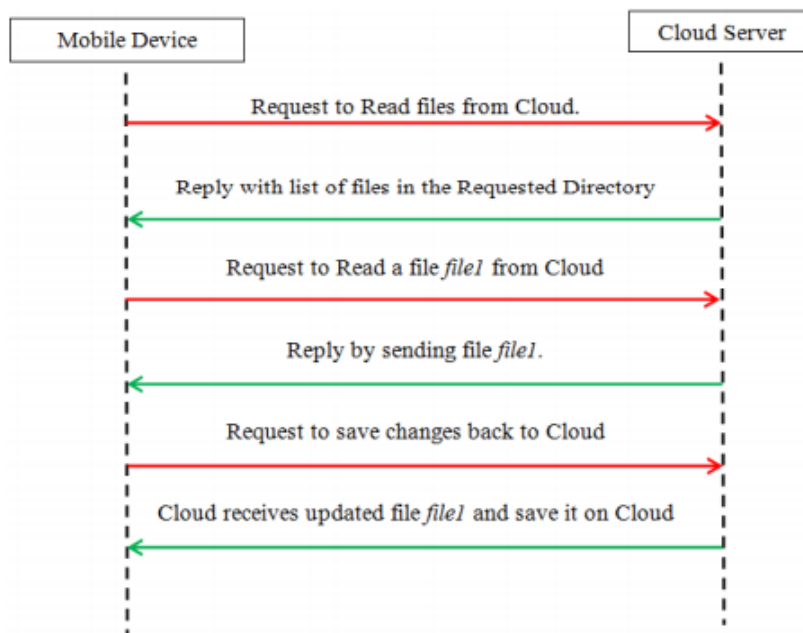 Mobile Device
Cloud Server
Request to Read files from Cloud.
Reply with list of files in the Requested Directory
Request to Read a file file1 from Cloud
Reply by sending file file1.
Request to save changes back to Cloud
Cloud receives updated file file1 and save it on Cloud